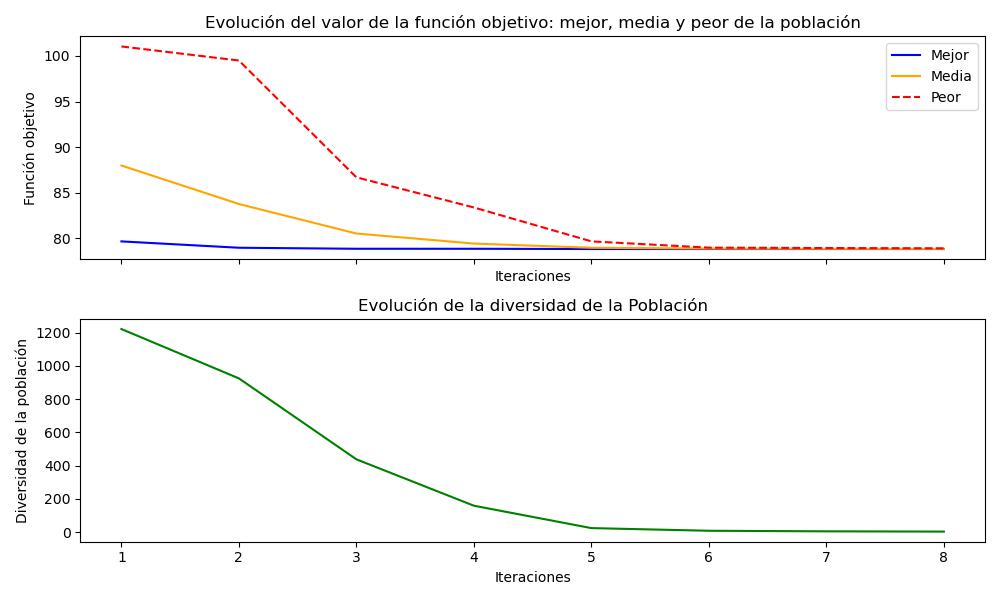 Evolución del valor de la función objetivo: mejor, media y peor de la población
Función objetivo
100
95
90
85
80
Mejor
Media
Peor
Iteraciones
Evolución de la diversidad de la Población
Diversidad de la población
1200
1000
800
600
400
200
0
1 2 3 4 5 6 7 8
Iteraciones